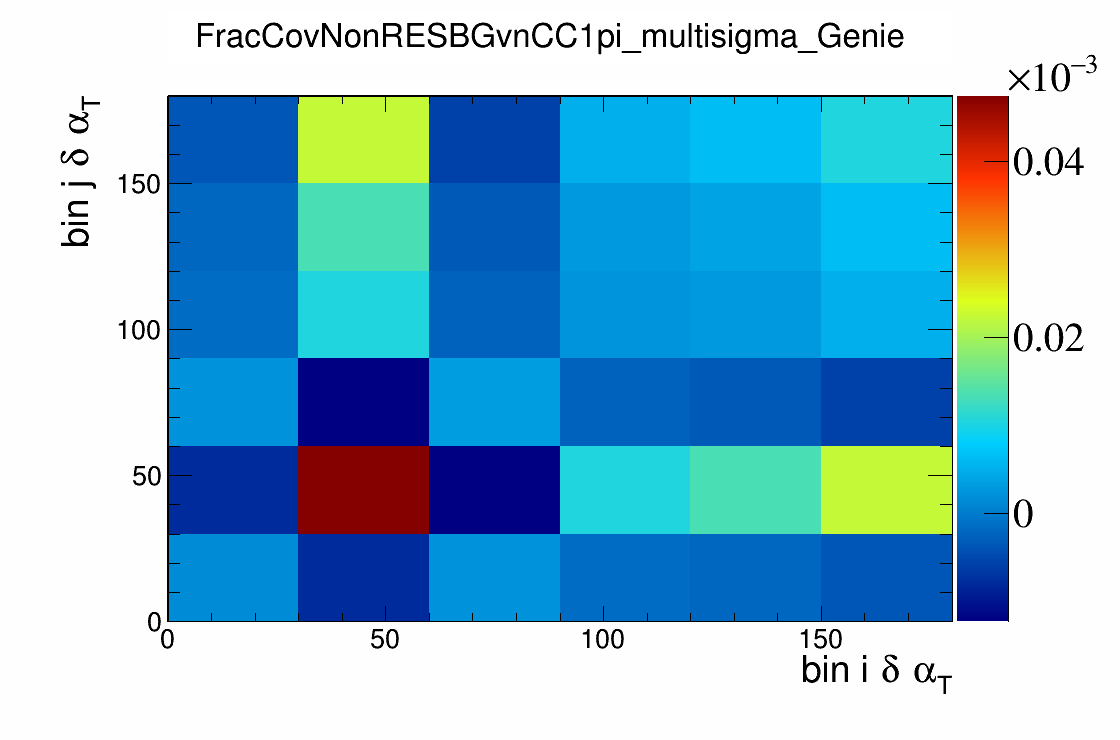 FracCovNonRESBGvnCC1pi_multisigma_Genie
×10⁻³
bin j δ α_T
150
100
50
0
0.04
0.02
0
0 50 100 150
bin i δ α_T